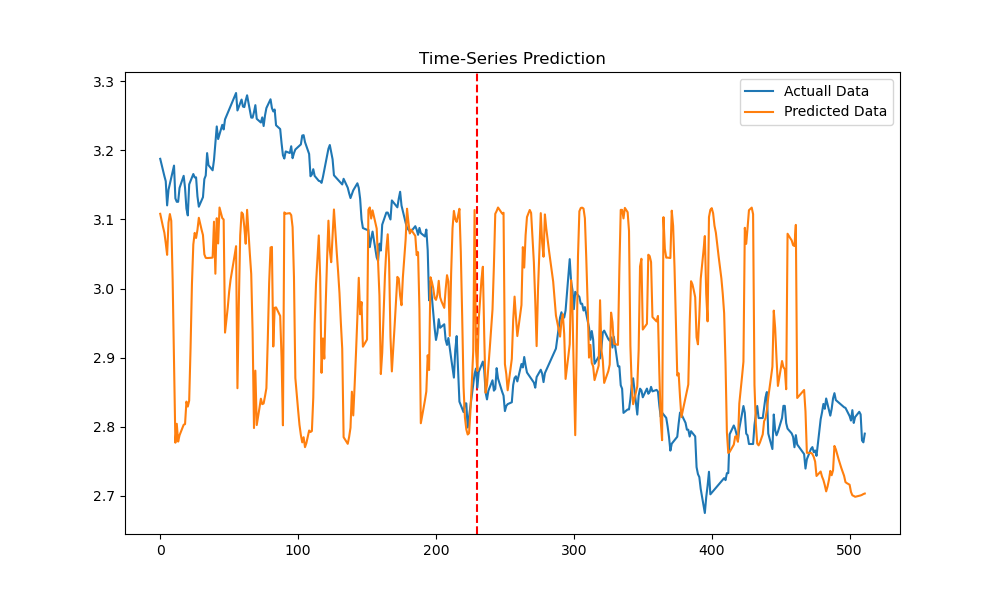 Time-Series Prediction
Actuall Data
Predicted Data
3.3
3.2
3.1
3.0
2.9
2.8
2.7
0 100 200 300 400 500